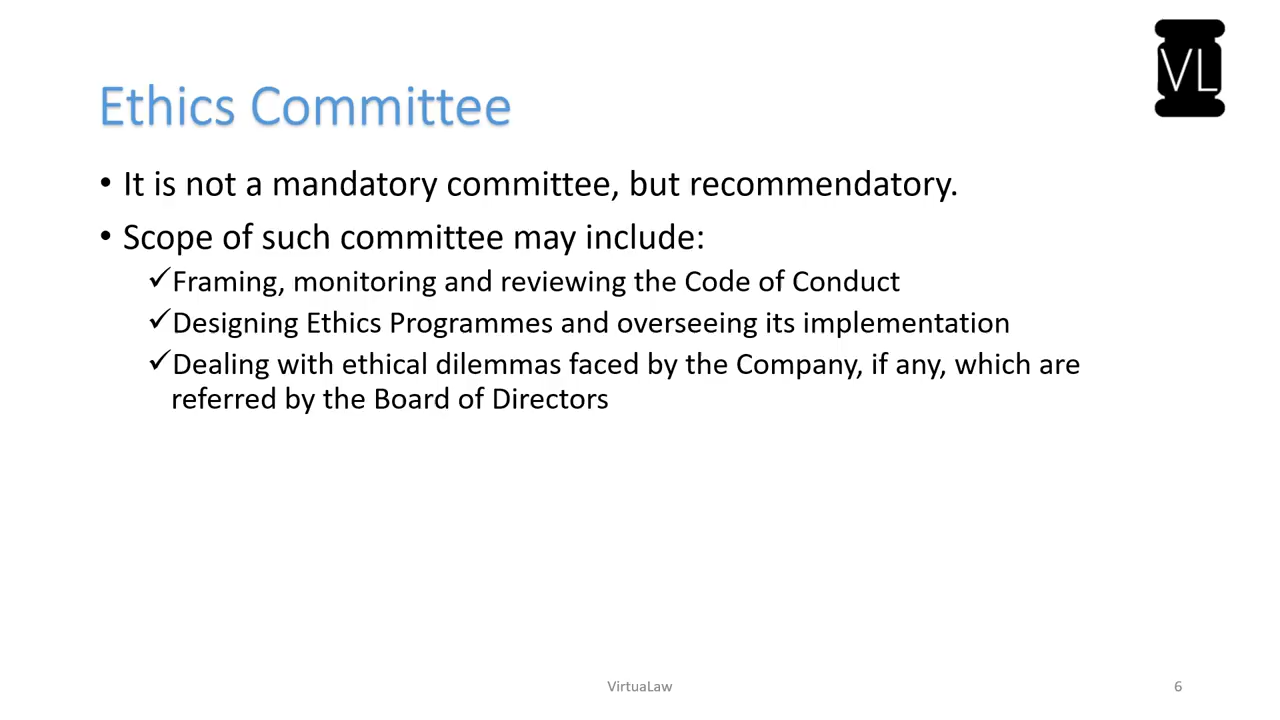 VL
Ethics Committee
• It is not a mandatory committee, but recommendatory.
• Scope of such committee may include:
✓Framing, monitoring and reviewing the Code of Conduct
✓Designing Ethics Programmes and overseeing its implementation
✓Dealing with ethical dilemmas faced by the Company, if any, which are
referred by the Board of Directors
VirtuaLaw
6